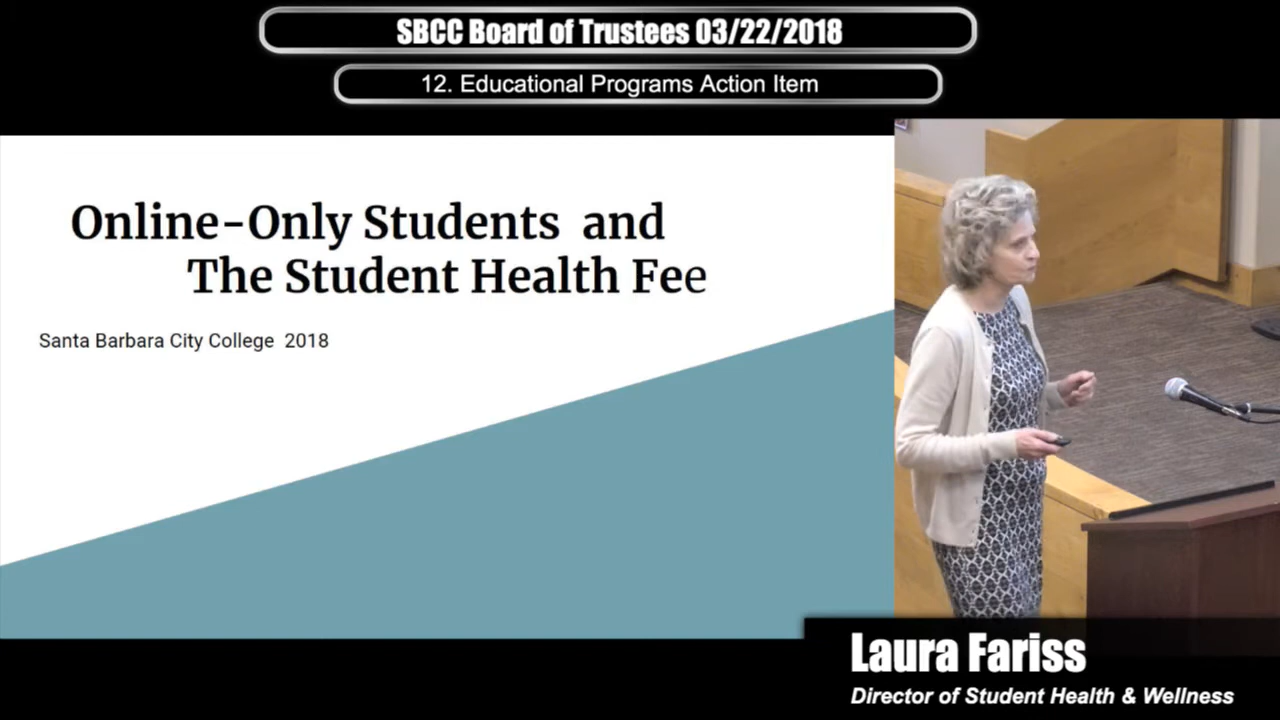 SBCC Board of Trustees 03/22/2018
12. Educational Programs Action Item
Online-Only Students and
The Student Health Fee
Santa Barbara City College 2018
Laura Fariss
Director of Student Health & Wellness